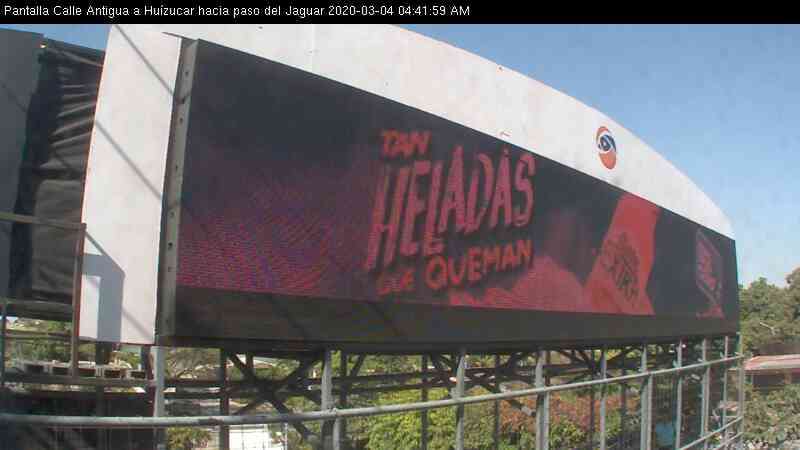 Pantalla Calle Antigua a Huízucar hacia paso del Jaguar 2020-03-04 04:41:59 AM
TAN
HELADAS
QUE QUEMAN